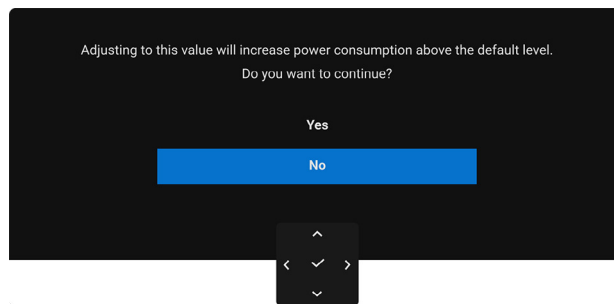 Adjusting to this value will increase power consumption above the default level.
Do you want to continue?
Yes
No